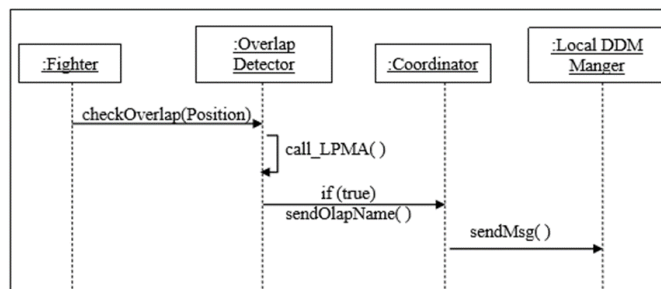 :Fighter
:Overlap
Detector
:Coordinator
:Local DDM
Manger
checkOverlap(Position)
call_LPMA( )
if (true)
sendOlapName( )
sendMsg( )